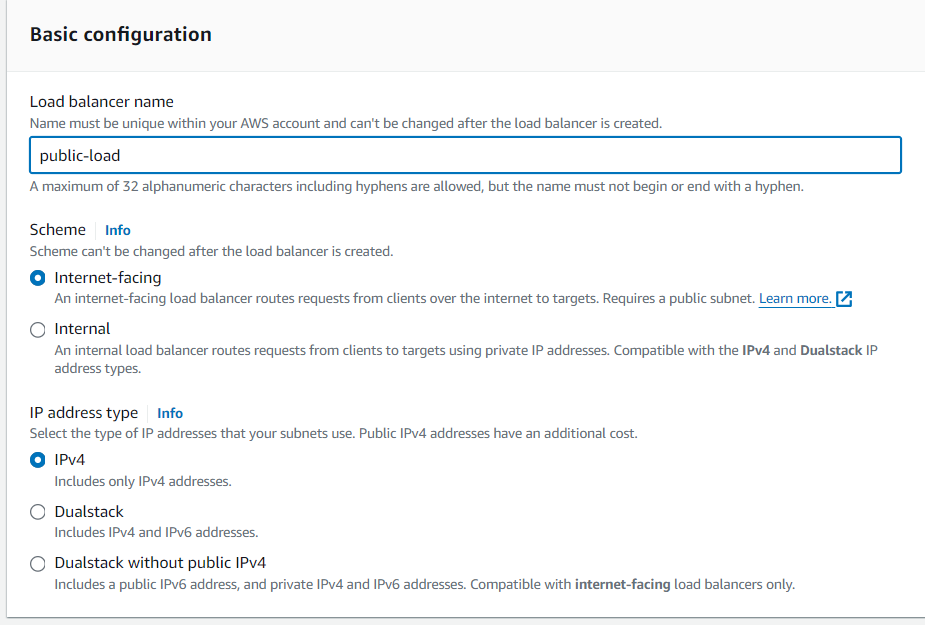 Basic configuration
Load balancer name
Name must be unique within your AWS account and can't be changed after the load balancer is created.
public-load
A maximum of 32 alphanumeric characters including hyphens are allowed, but the name must not begin or end with a hyphen.
Scheme Info
Scheme can't be changed after the load balancer is created.
Internet-facing
An internet-facing load balancer routes requests from clients over the internet to targets. Requires a public subnet. Learn more.
Internal
An internal load balancer routes requests from clients to targets using private IP addresses. Compatible with the IPv4 and Dualstack IP
address types.
IP address type Info
Select the type of IP addresses that your subnets use. Public IPv4 addresses have an additional cost.
IPv4
Includes only IPv4 addresses.
Dualstack
Includes IPv4 and IPv6 addresses.
Dualstack without public IPv4
Includes a public IPv6 address, and private IPv4 and IPv6 addresses. Compatible with internet-facing load balancers only.